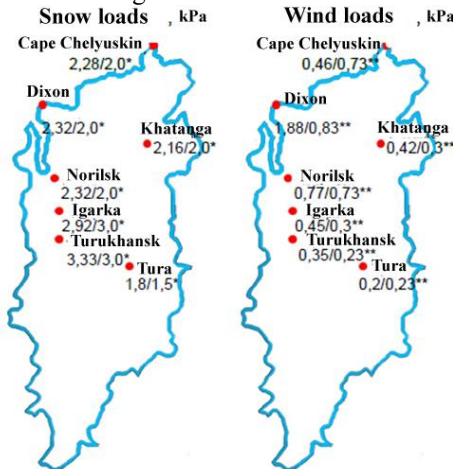 Snow loads , kPa
Cape Chelyuskin
2,28/2,0*
Dixon
2,32/2,0*
Khatanga
2,16/2,0*
Norilsk
2,32/2,0*
Igarka
2,92/3,0*
Turukhansk
3,33/3,0*
Tura
1,8/1,5*
Wind loads , kPa
Cape Chelyuskin
0,46/0,73**
Dixon
1,88/0,83**
Khatanga
0,42/0,3**
Norilsk
0,77/0,73**
Igarka
0,45/0,3**
Turukhansk
0,35/0,23**
Tura
0,2/0,23**